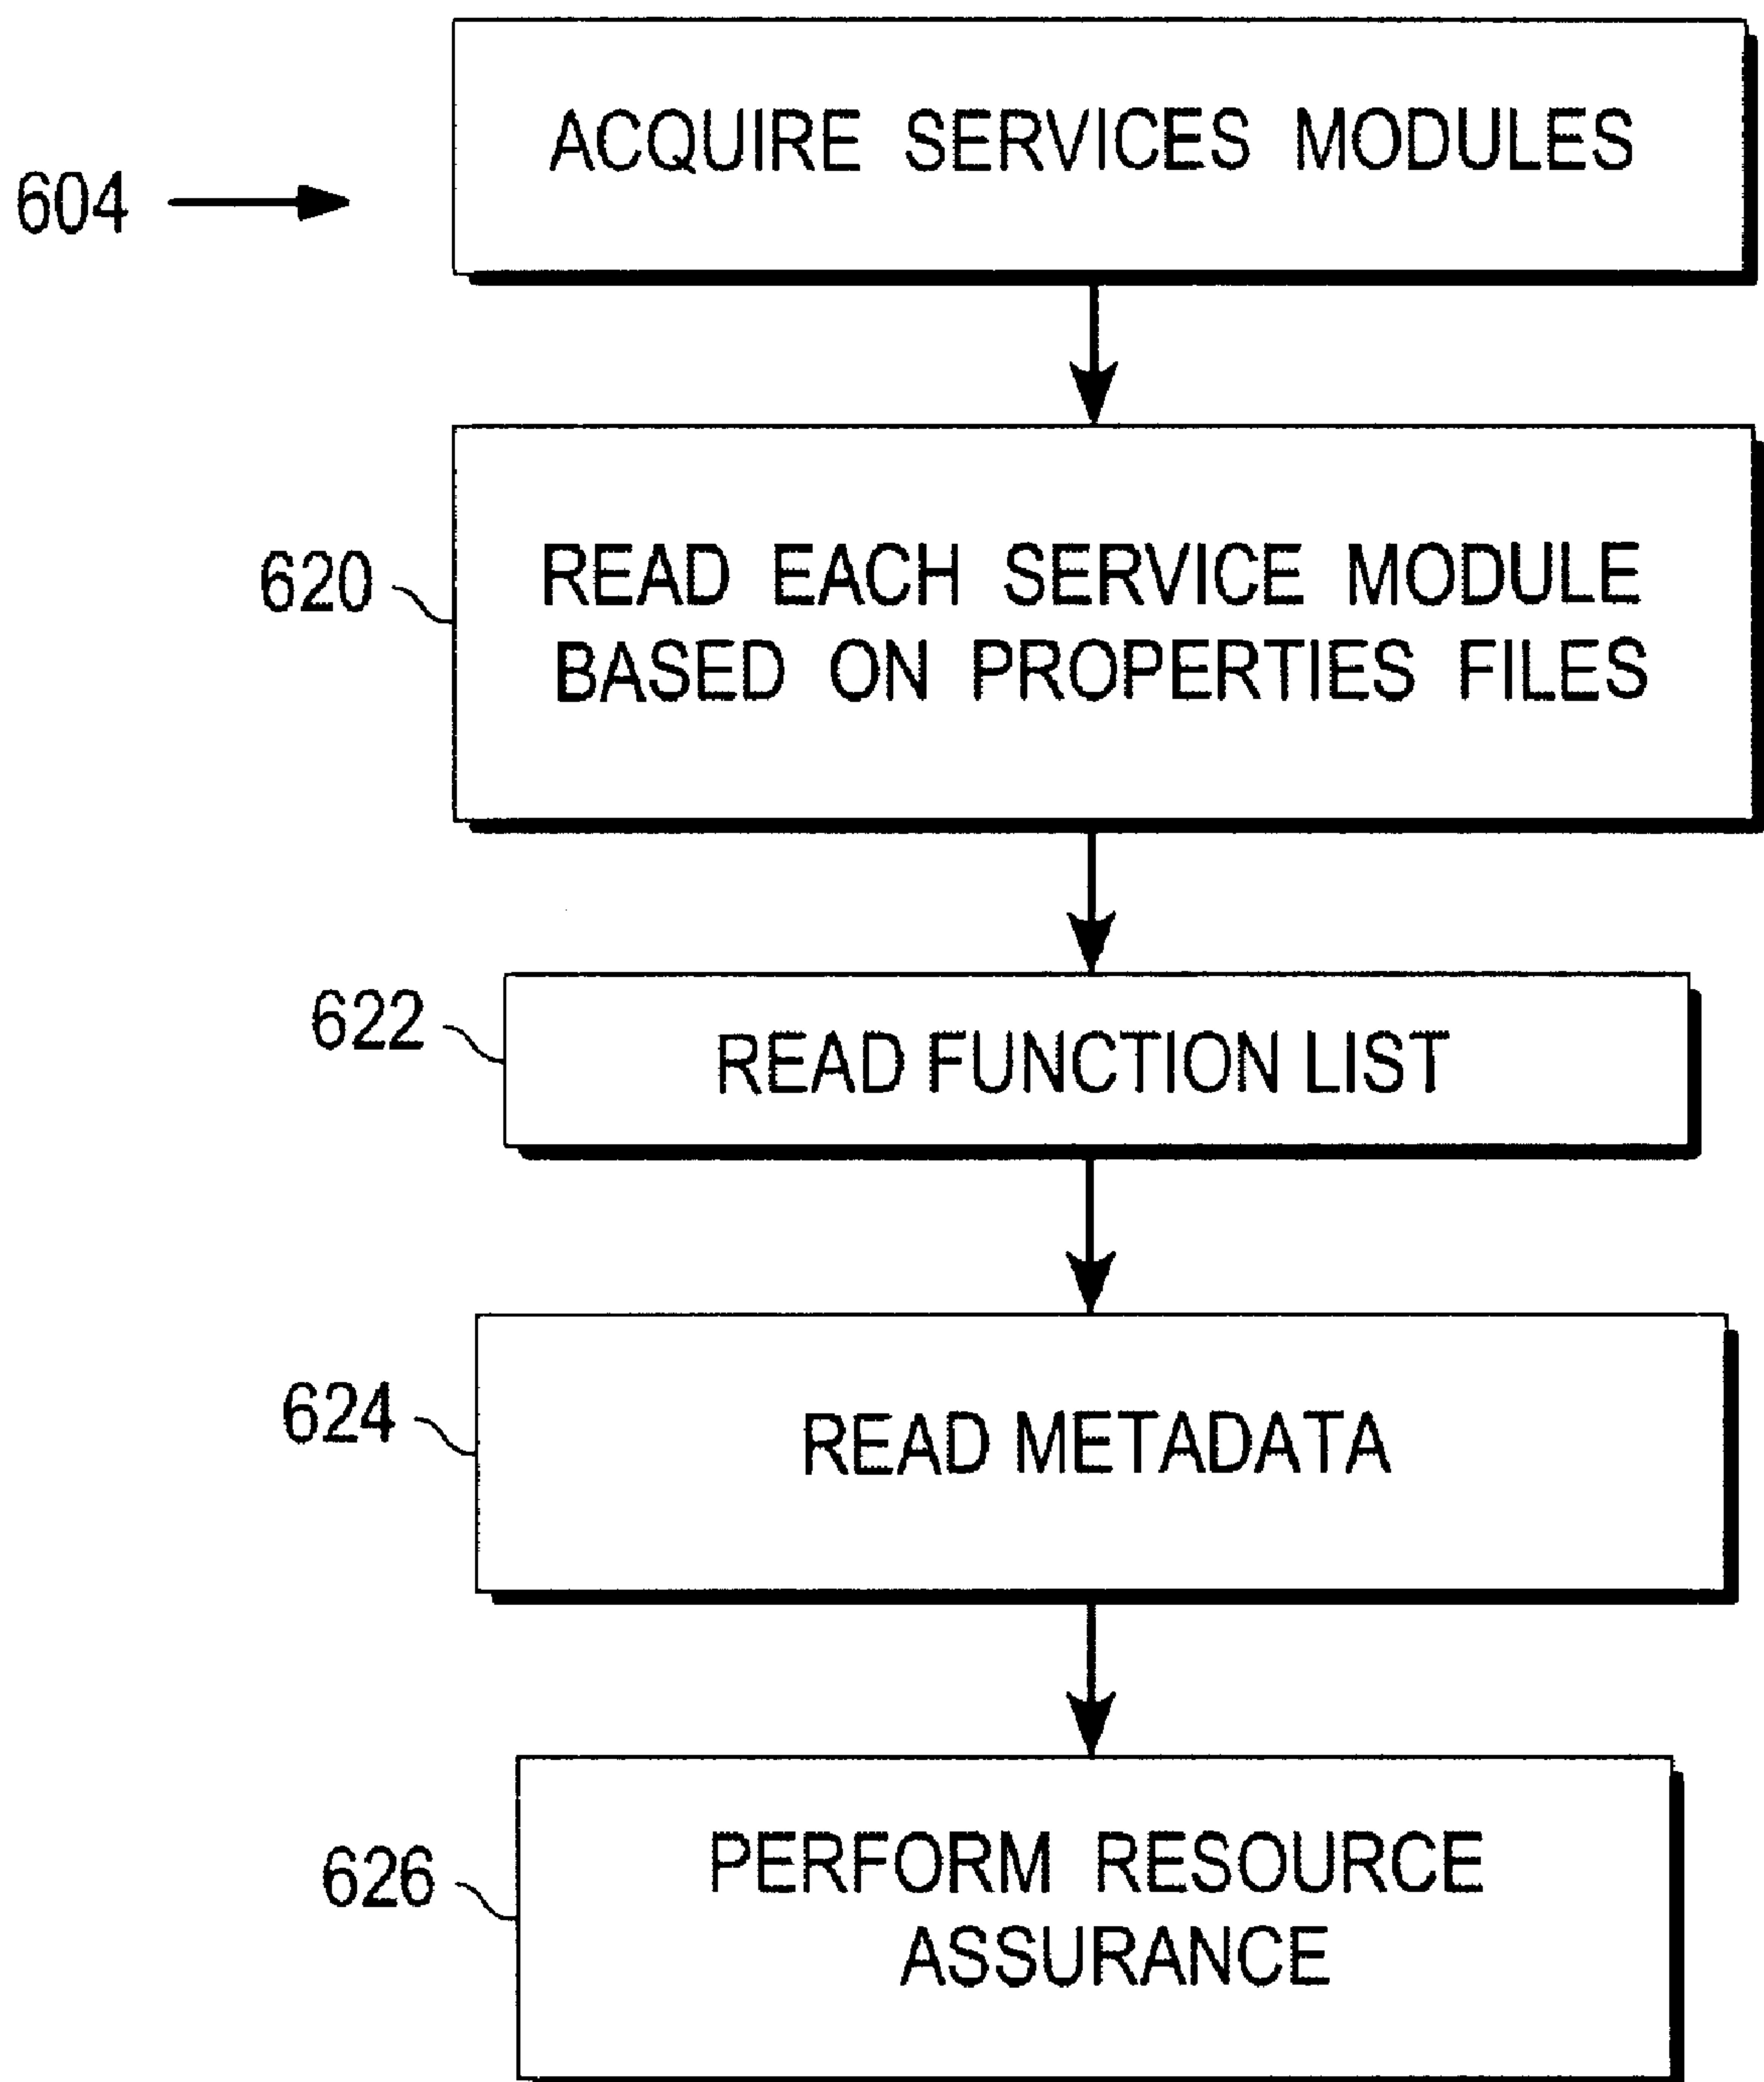 ACQUIRE SERVICES MODULES
604
620
READ EACH SERVICE MODULE
BASED ON PROPERTIES FILES
622
READ FUNCTION LIST
624
READ METADATA
626
PERFORM RESOURCE
ASSURANCE